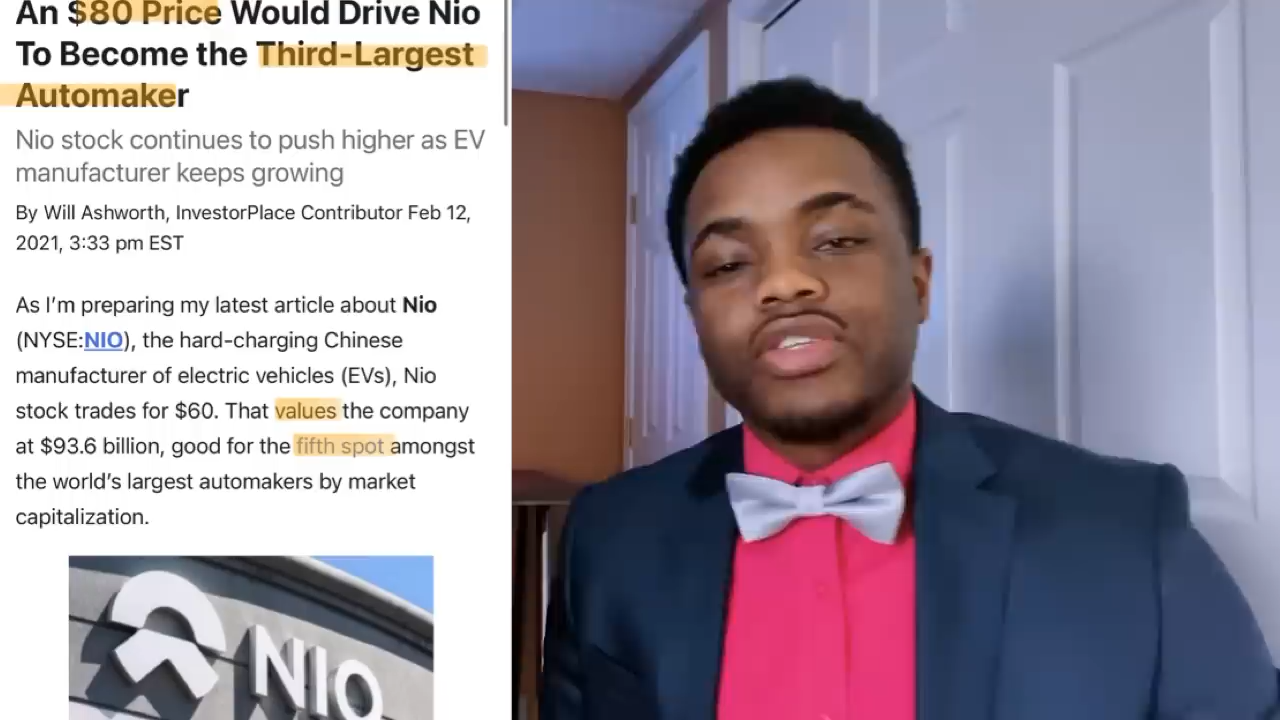 An $80 Price Would Drive Nio
To Become the Third-Largest
Automaker
Nio stock continues to push higher as EV
manufacturer keeps growing
By Will Ashworth, InvestorPlace Contributor Feb 12,
2021, 3:33 pm EST
As I'm preparing my latest article about Nio
(NYSE:NIO), the hard-charging Chinese
manufacturer of electric vehicles (EVs), Nio
stock trades for $60. That values the company
at $93.6 billion, good for the fifth spot amongst
the world's largest automakers by market
capitalization.
NIO